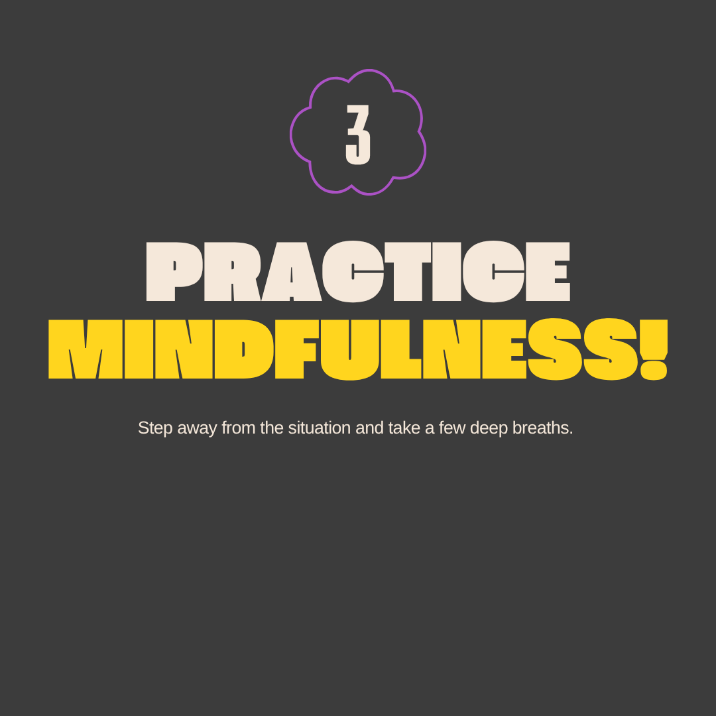 3
PRACTICE
MINDFULNESS!
Step away from the situation and take a few deep breaths.